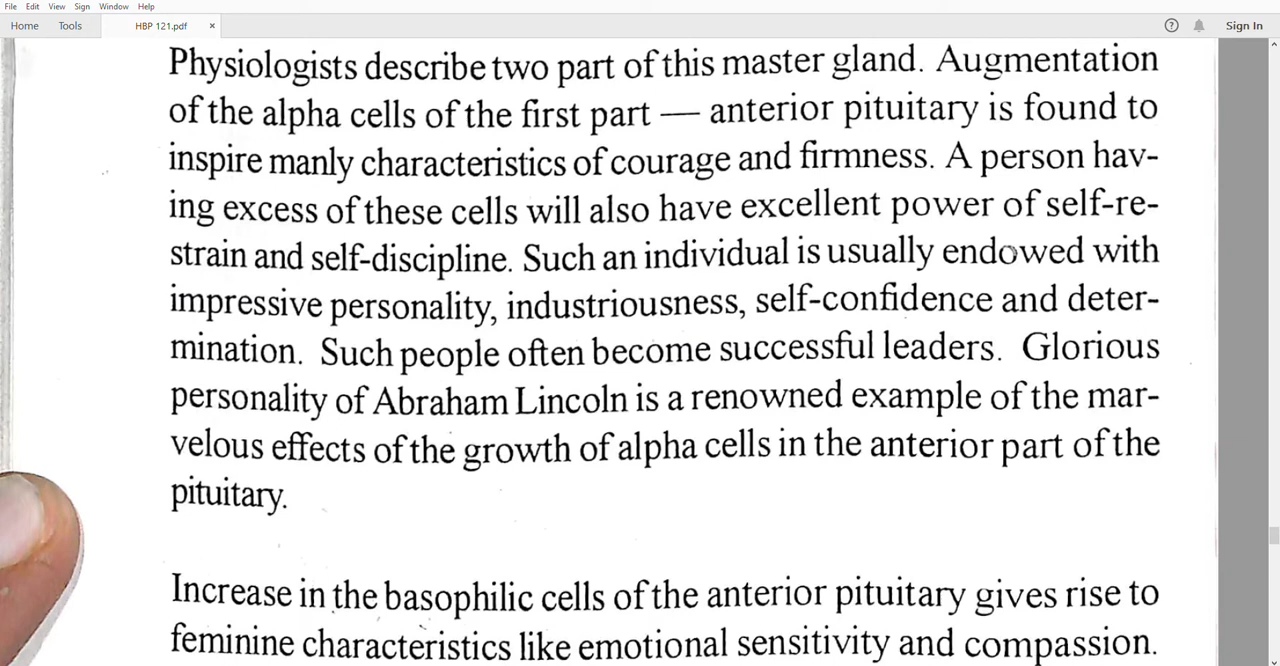 File Edit View Sign Window Help
Home Tools HBP 121.pdf × Sign In
Physiologists describe two part of this master gland. Augmentation
of the alpha cells of the first part — anterior pituitary is found to
inspire manly characteristics of courage and firmness. A person hav-
ing excess of these cells will also have excellent power of self-re-
strain and self-discipline. Such an individual is usually endowed with
impressive personality, industriousness, self-confidence and deter-
mination. Such people often become successful leaders. Glorious
personality of Abraham Lincoln is a renowned example of the mar-
velous effects of the growth of alpha cells in the anterior part of the
pituitary.
Increase in the basophilic cells of the anterior pituitary gives rise to
feminine characteristics like emotional sensitivity and compassion.